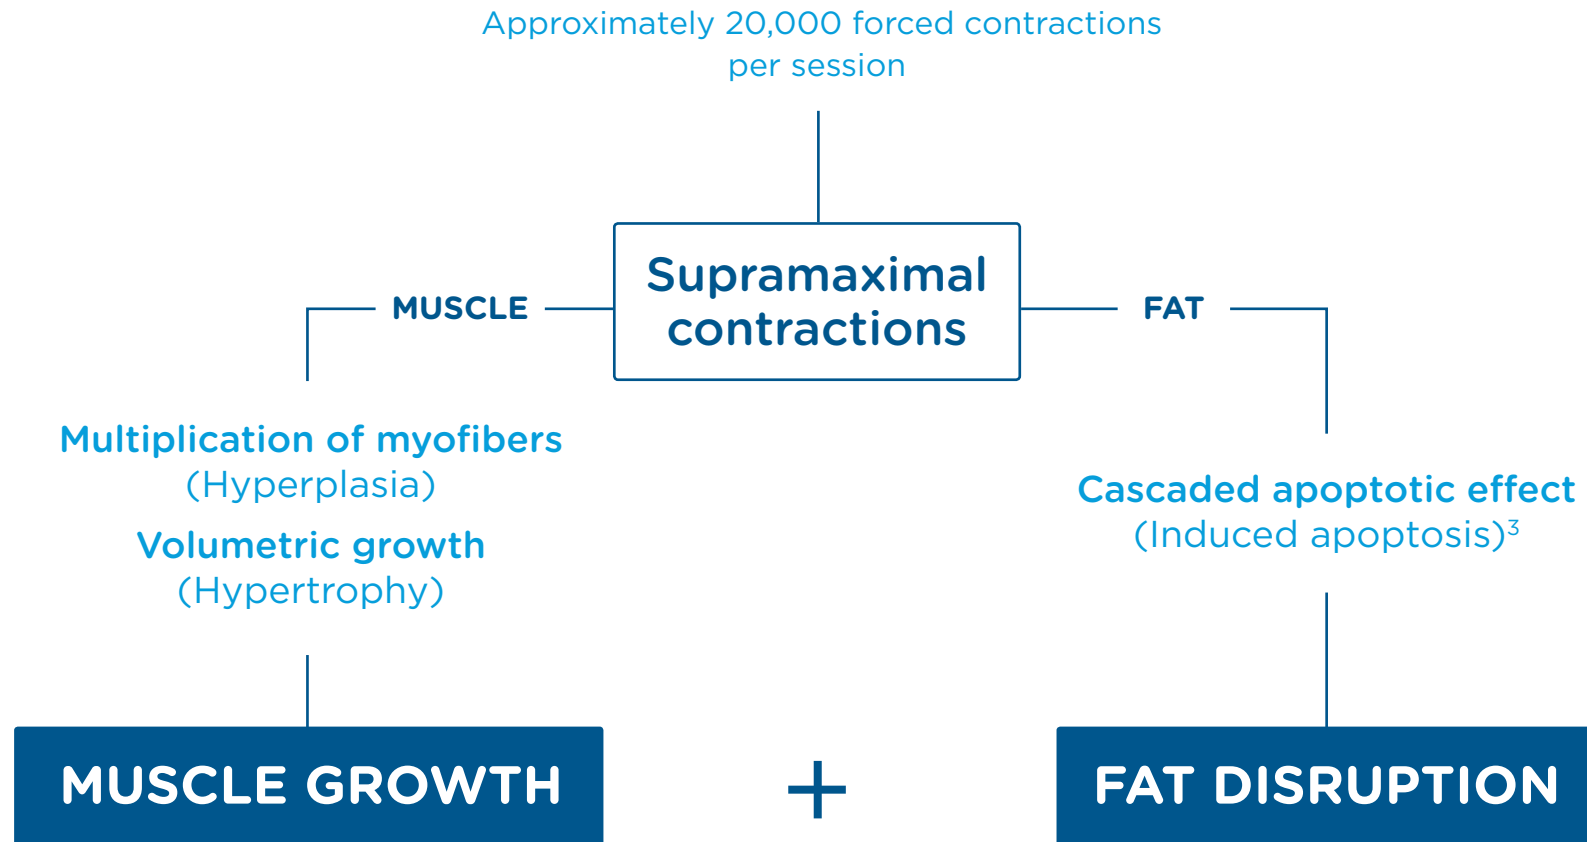 Approximately 20,000 forced contractions
per session
Supramaximal
contractions
MUSCLE
FAT
Multiplication of myofibers
(Hyperplasia)
Volumetric growth
(Hypertrophy)
Cascaded apoptotic effect
(Induced apoptosis)³
MUSCLE GROWTH
+
FAT DISRUPTION